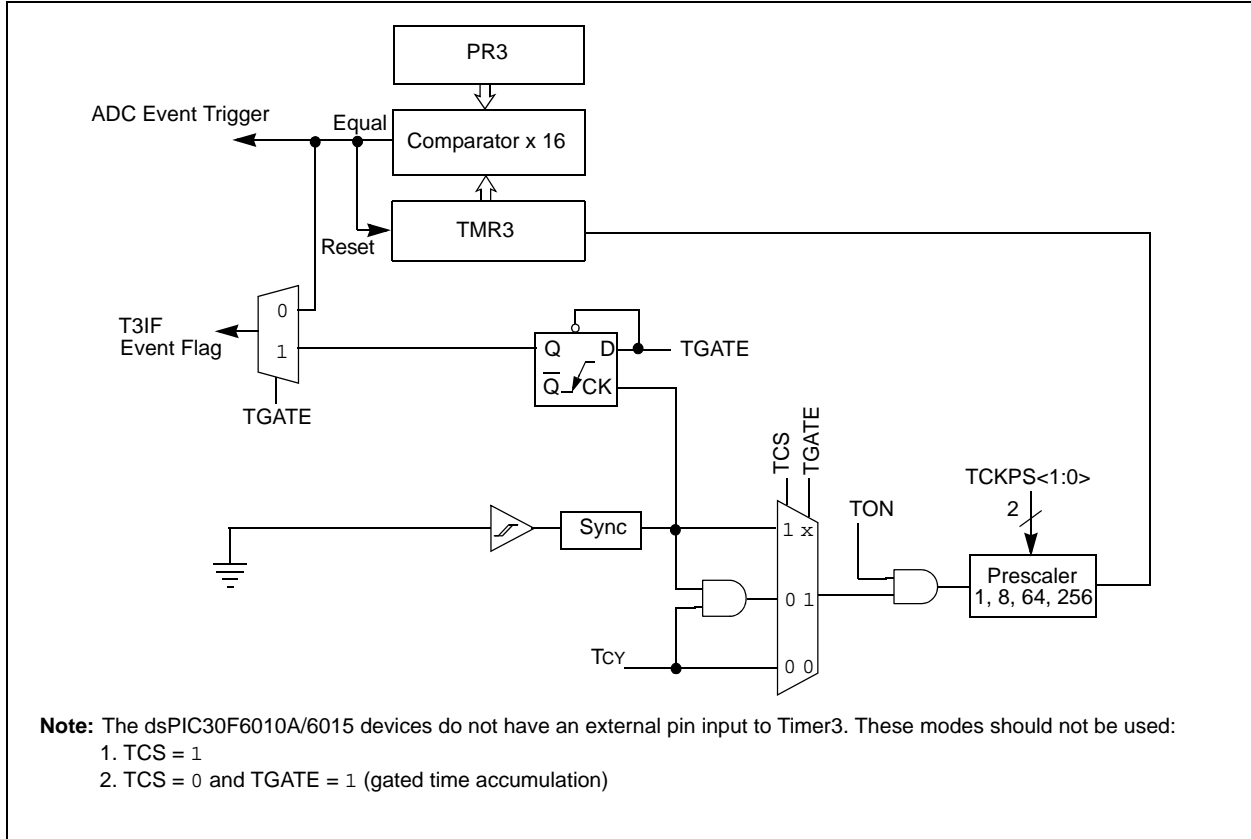 PR3
ADC Event Trigger
Equal
Comparator x 16
TMR3
Reset
0
T3IF
Event Flag
1
TGATE
Q D
TGATE
Q CK
TCS
TGATE
TCKPS<1:0>
2
TON
Sync
1 x
Prescaler
1, 8, 64, 256
0 1
TCY
0 0
Note: The dsPIC30F6010A/6015 devices do not have an external pin input to Timer3. These modes should not be used:
1. TCS = 1
2. TCS = 0 and TGATE = 1 (gated time accumulation)